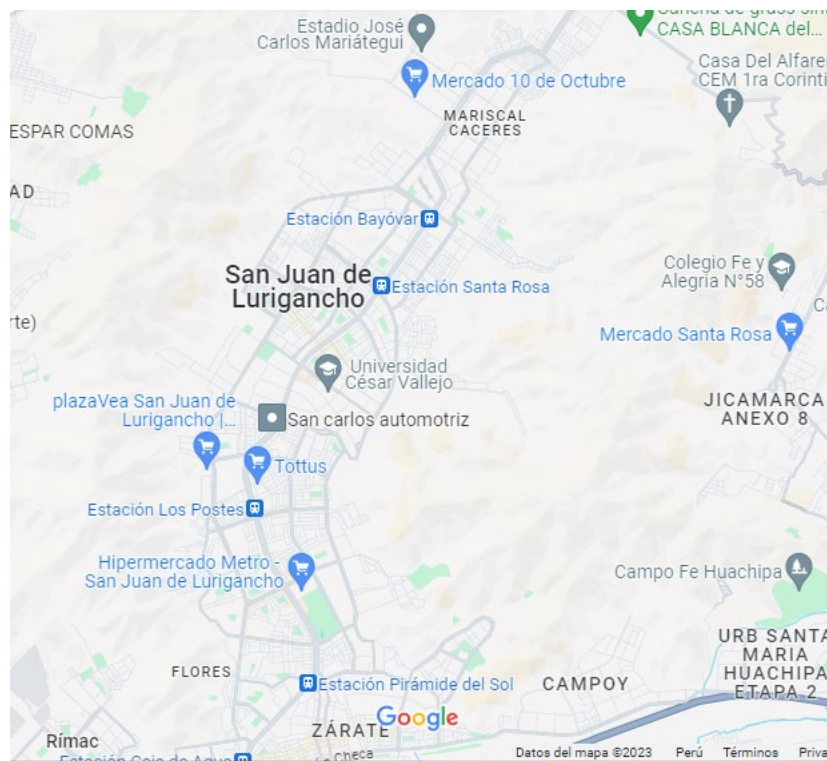 Estadio José
Carlos Mariátegui
CASA BLANCA del...
Mercado 10 de Octubre
Casa Del Alfare
CEM 1ra Corinti
MARISCAL
CACERES
ESPAR COMAS
AD
Estación Bayóvar
San Juan de
Lurigancho
Estación Santa Rosa
Colegio Fe y
Alegria N°58
rte)
Mercado Santa Rosa
Universidad
César Vallejo
plazaVea San Juan de
Lurigancho |...
San carlos automotriz
JICAMARCA
ANEXO 8
Tottus
Estación Los Postes
Hipermercado Metro -
San Juan de Lurigancho
Campo Fe Huachipa
URB SANTA
MARIA
HUACHIPA
ETAPA 2
FLORES
Estación Pirámide del Sol
CAMPOY
Google
ZÁRATE
Rímac
Checa
Datos del mapa ©2023 Perú Términos Priva